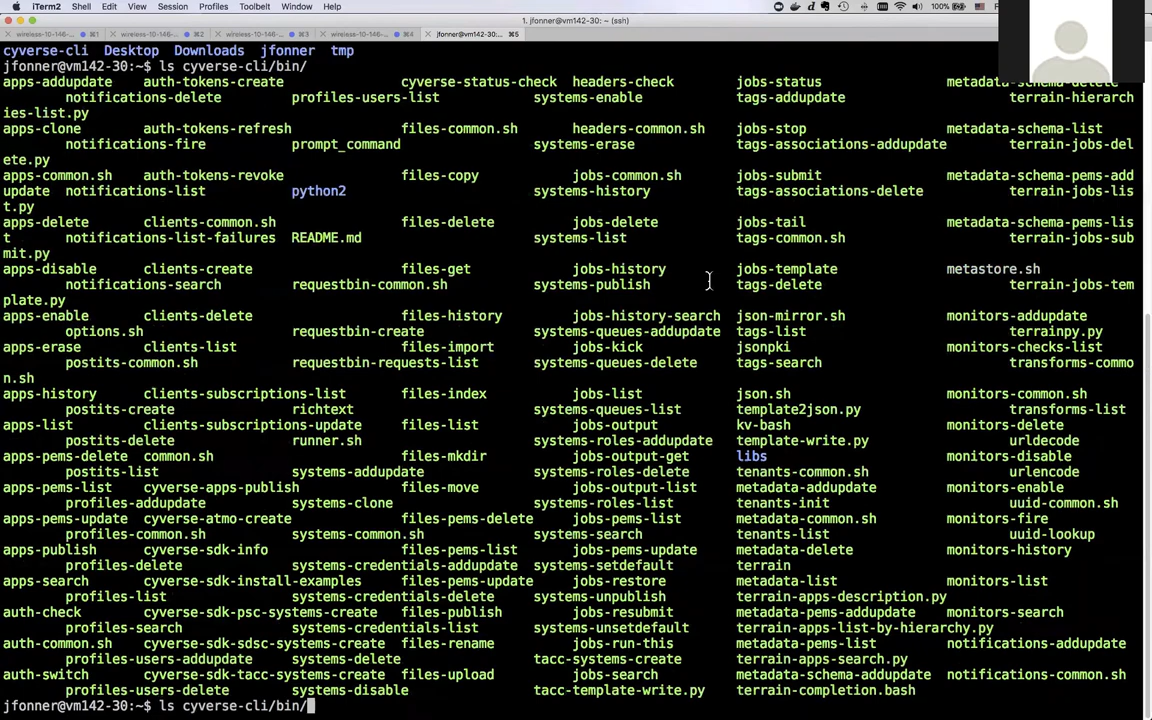 iTerm2 Shell Edit View Session Profiles Toolbelt Window Help 100%
1. jfonner@vm142-30: ~ (ssh)
wireless-10-146-... ⌘1 wireless-10-146-... ⌘2 wireless-10-146-... ⌘3 wireless-10-146-... ⌘4 jfonner@vm142-30:... ⌘5
cyverse-cli Desktop Downloads jfonner tmp
jfonner@vm142-30:~$ ls cyverse-cli/bin/
apps-addupdate auth-tokens-create cyverse-status-check headers-check jobs-status metadata-schema-delete
notifications-delete profiles-users-list systems-enable tags-addupdate terrain-hierarch
ies-list.py
apps-clone auth-tokens-refresh files-common.sh headers-common.sh jobs-stop metadata-schema-list
notifications-fire prompt_command systems-erase tags-associations-addupdate terrain-jobs-del
ete.py
apps-common.sh auth-tokens-revoke files-copy jobs-common.sh jobs-submit metadata-schema-pems-add
update notifications-list python2 systems-history tags-associations-delete terrain-jobs-lis
t.py
apps-delete clients-common.sh files-delete jobs-delete jobs-tail metadata-schema-pems-lis
t notifications-list-failures README.md systems-list tags-common.sh terrain-jobs-sub
mit.py
apps-disable clients-create files-get jobs-history jobs-template metastore.sh
notifications-search requestbin-common.sh systems-publish tags-delete terrain-jobs-tem
plate.py
apps-enable clients-delete files-history jobs-history-search json-mirror.sh monitors-addupdate
options.sh requestbin-create systems-queues-addupdate tags-list terrainpy.py
apps-erase clients-list files-import jobs-kick jsonpki monitors-checks-list
postits-common.sh requestbin-requests-list systems-queues-delete tags-search transforms-commo
n.sh
apps-history clients-subscriptions-list files-index jobs-list json.sh monitors-common.sh
postits-create richtext systems-queues-list template2json.py transforms-list
apps-list clients-subscriptions-update files-list jobs-output kv-bash monitors-delete
postits-delete runner.sh systems-roles-addupdate template-write.py urldecode
apps-pems-delete common.sh files-mkdir jobs-output-get libs monitors-disable
postits-list systems-addupdate systems-roles-delete tenants-common.sh urlencode
apps-pems-list cyverse-apps-publish files-move jobs-output-list metadata-addupdate monitors-enable
profiles-addupdate systems-clone systems-roles-list tenants-init uuid-common.sh
apps-pems-update cyverse-atmo-create files-pems-delete jobs-pems-list metadata-common.sh monitors-fire
profiles-common.sh systems-common.sh systems-search tenants-list uuid-lookup
apps-publish cyverse-sdk-info files-pems-list jobs-pems-update metadata-delete monitors-history
profiles-delete systems-credentials-addupdate systems-setdefault terrain
apps-search cyverse-sdk-install-examples files-pems-update jobs-restore metadata-list monitors-list
profiles-list systems-credentials-delete systems-unpublish terrain-apps-description.py
auth-check cyverse-sdk-psc-systems-create files-publish jobs-resubmit metadata-pems-addupdate monitors-search
profiles-search systems-credentials-list systems-unsetdefault terrain-apps-list-by-hierarchy.py
auth-common.sh cyverse-sdk-sdsc-systems-create files-rename jobs-run-this metadata-pems-list notifications-addupdate
profiles-users-addupdate systems-delete tacc-systems-create terrain-apps-search.py
auth-switch cyverse-sdk-tacc-systems-create files-upload jobs-search metadata-schema-addupdate notifications-common.sh
profiles-users-delete systems-disable tacc-template-write.py terrain-completion.bash
jfonner@vm142-30:~$ ls cyverse-cli/bin/